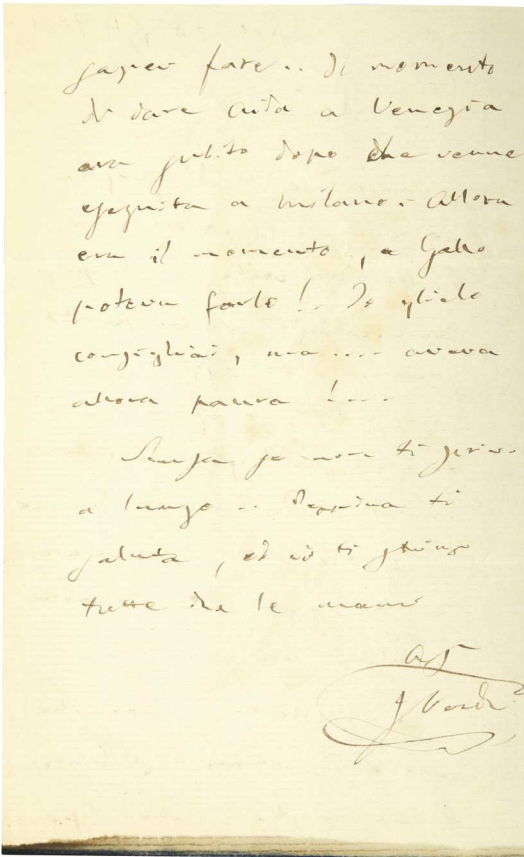 saper fare.. Il momento
di dare Aida a Venezia
era subito dopo che venne
eseguita a Milano. Allora
era il momento, e Gallo
poteva farlo!.. Io glielo
consigliai, ma.... aveva
allora paura!....
Scusa se non ti scrivo
a lungo.. Peppina ti
saluta, ed io ti stringo
tutte due le mani
Aff
G Verdi